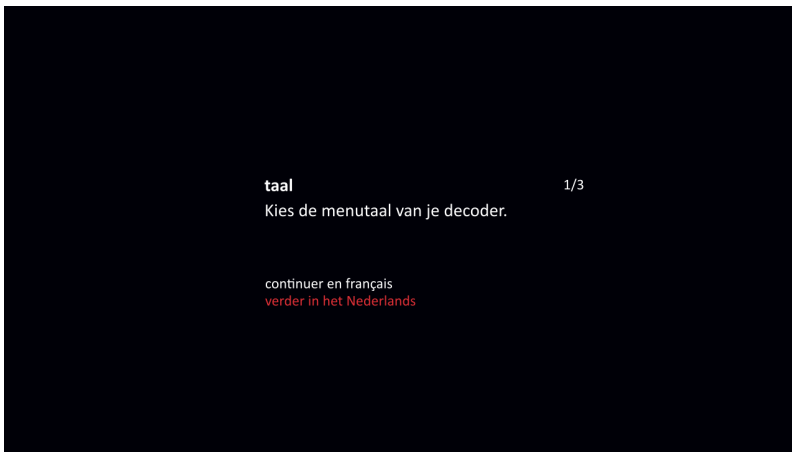 taal
1/3
Kies de menutaal van je decoder.
continuer en français
verder in het Nederlands